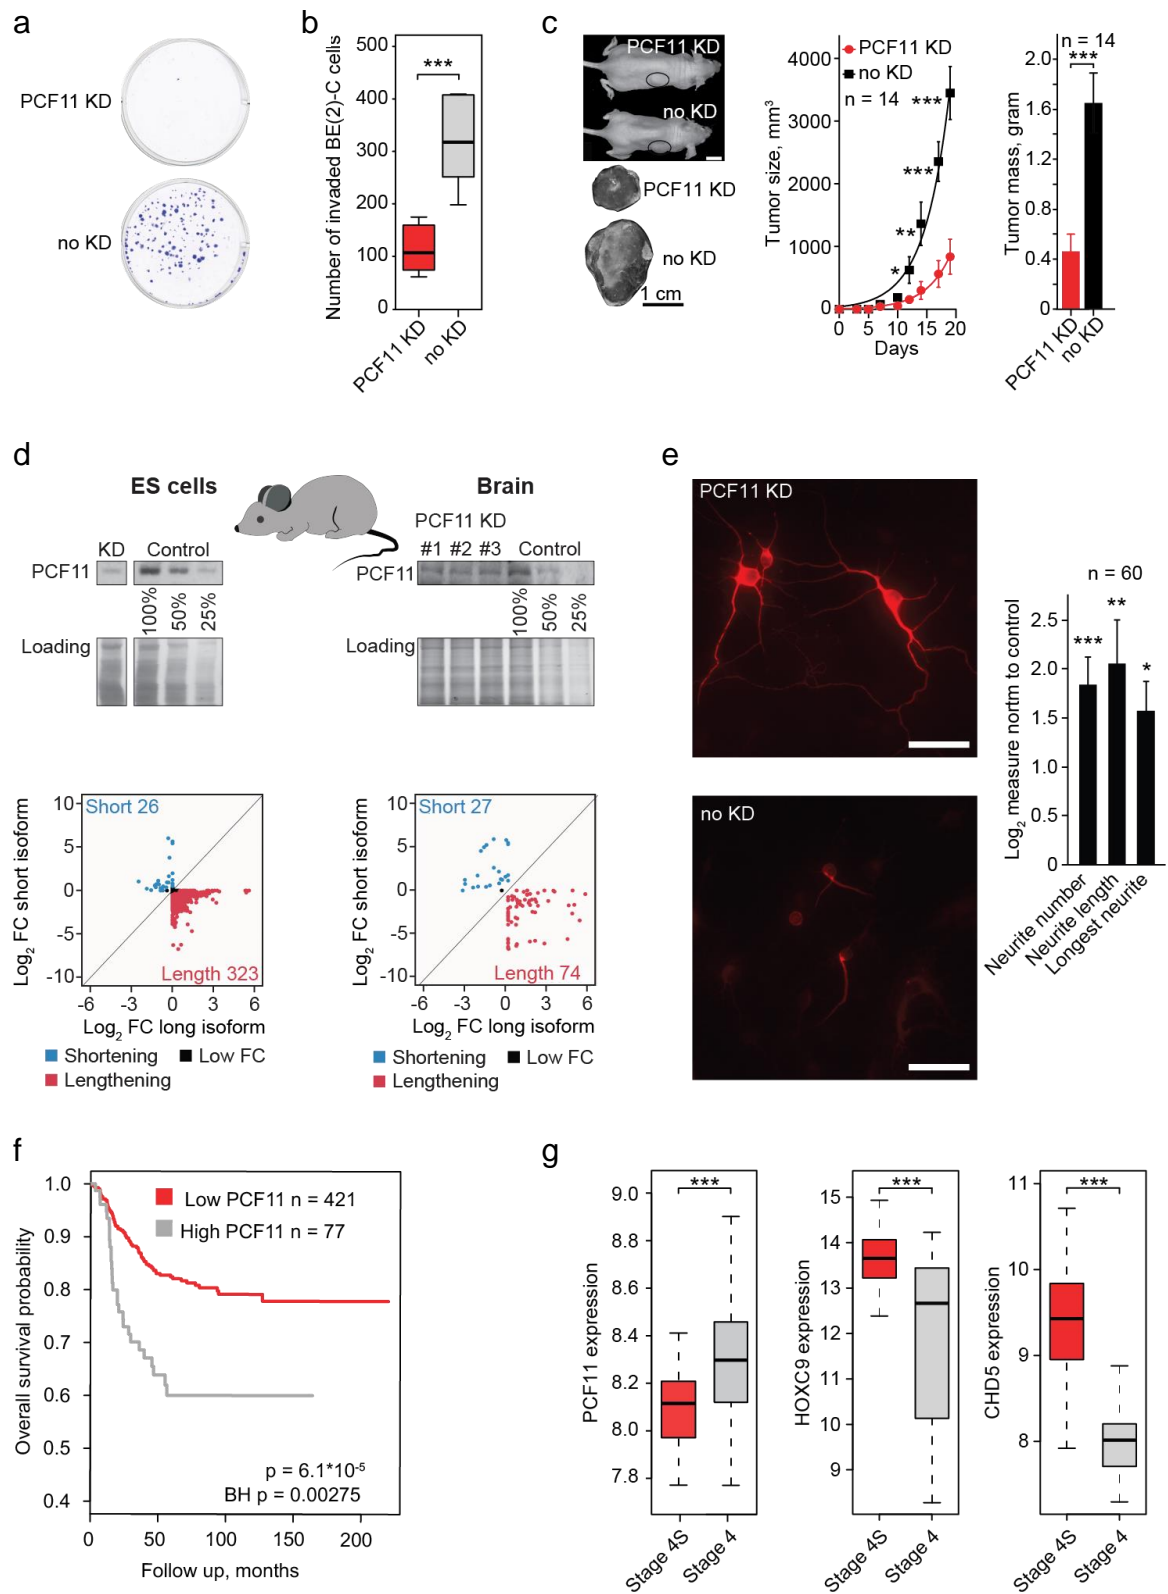 a
PCF11 KD
no KD
b
Number of invaded BE(2)-C cells
500
400
300
200
100
0
***
PCF11 KD
no KD
c
PCF11 KD
no KD
PCF11 KD
no KD
1 cm
Tumor size, mm³
4000
3000
2000
1000
0
PCF11 KD
no KD
n = 14
***
***
**
*
0 5 10 15 20
Days
Tumor mass, gram
2.0
1.6
1.2
0.8
0.4
0
n = 14
***
PCF11 KD
no KD
d
ES cells
KD Control
PCF11
100% 50% 25%
Loading
Brain
PCF11 KD
#1 #2 #3 Control
PCF11
100% 50% 25%
Loading
Log₂ FC short isoform
10
5
0
-5
-10
Short 26
Length 323
-6 -3 0 3 6
Log₂ FC long isoform
Shortening Low FC
Lengthening
Log₂ FC short isoform
10
5
0
-5
-10
Short 27
Length 74
-6 -3 0 3 6
Log₂ FC long isoform
Shortening Low FC
Lengthening
e
PCF11 KD
no KD
n = 60
Log₂ measure nortm to control
2.5
2.0
1.5
1.0
0.5
0
***
**
*
Neurite number
Neurite length
Longest neurite
f
Overall survival probability
1.0
0.9
0.8
0.7
0.6
0.5
0.4
Low PCF11 n = 421
High PCF11 n = 77
p = 6.1*10⁻⁵
BH p = 0.00275
0 50 100 150 200
Follow up, months
g
PCF11 expression
9.0
8.8
8.6
8.4
8.2
8.0
7.8
***
Stage 4S
Stage 4
HOXC9 expression
15
14
13
12
11
10
9
***
Stage 4S
Stage 4
CHD5 expression
11
10
9
8
***
Stage 4S
Stage 4